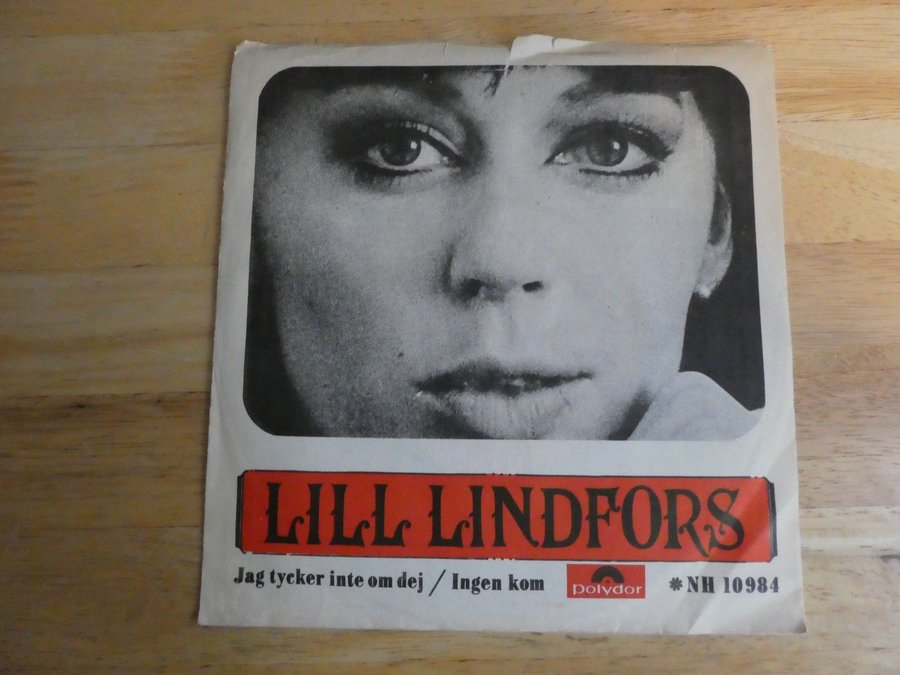 LILL LINDFORS
Jag tycker inte om dej / Ingen kom
polydor
*NH 10984